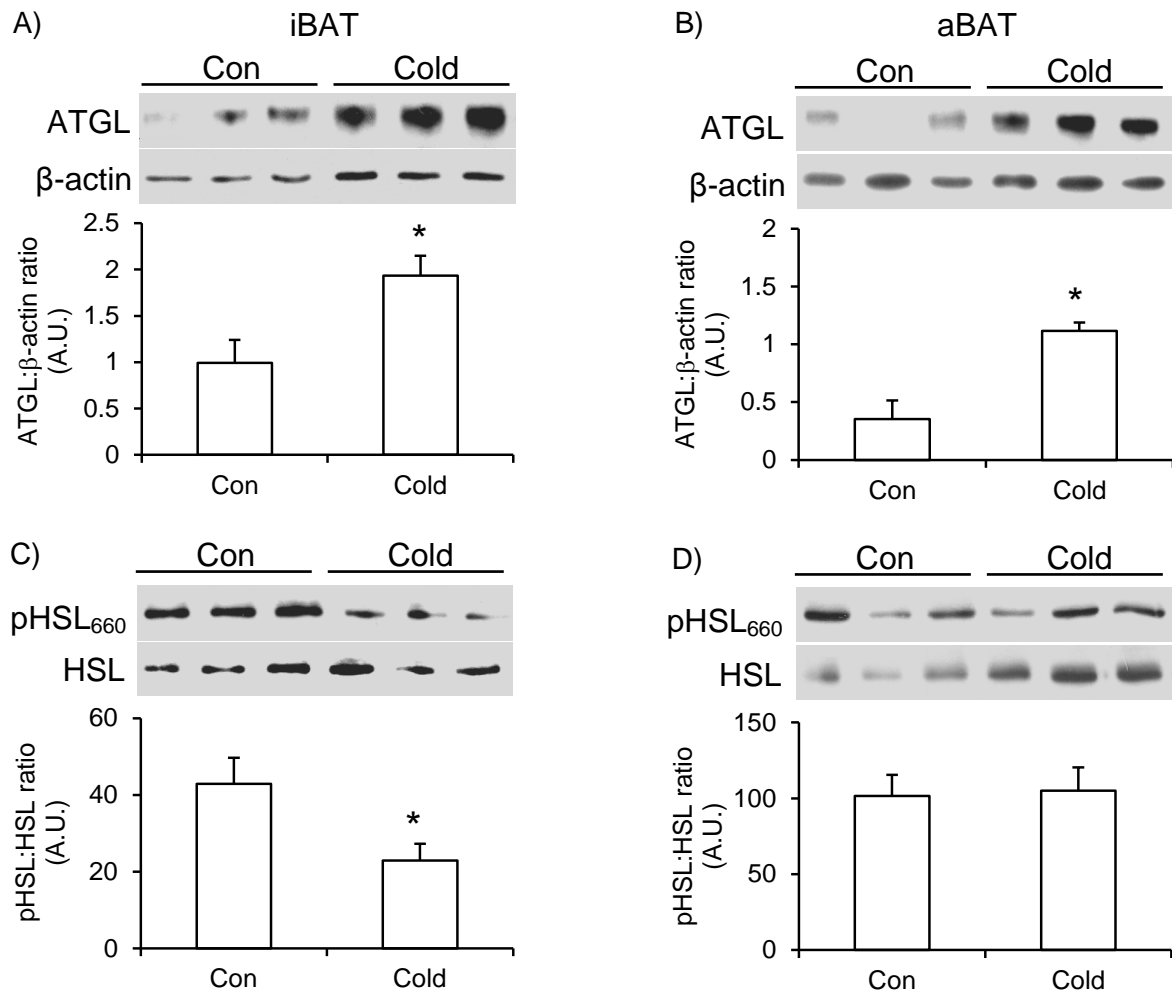 A) iBAT
Con Cold
ATGL
β-actin
ATGL:β-actin ratio
(A.U.)
2.5
2
1.5
1
0.5
0
*
Con Cold
B) aBAT
Con Cold
ATGL
β-actin
ATGL:β-actin ratio
(A.U.)
2
1.5
1
0.5
0
*
Con Cold
C)
Con Cold
pHSL660
HSL
pHSL:HSL ratio
(A.U.)
60
40
20
0
*
Con Cold
D)
Con Cold
pHSL660
HSL
pHSL:HSL ratio
(A.U.)
150
100
50
0
Con Cold